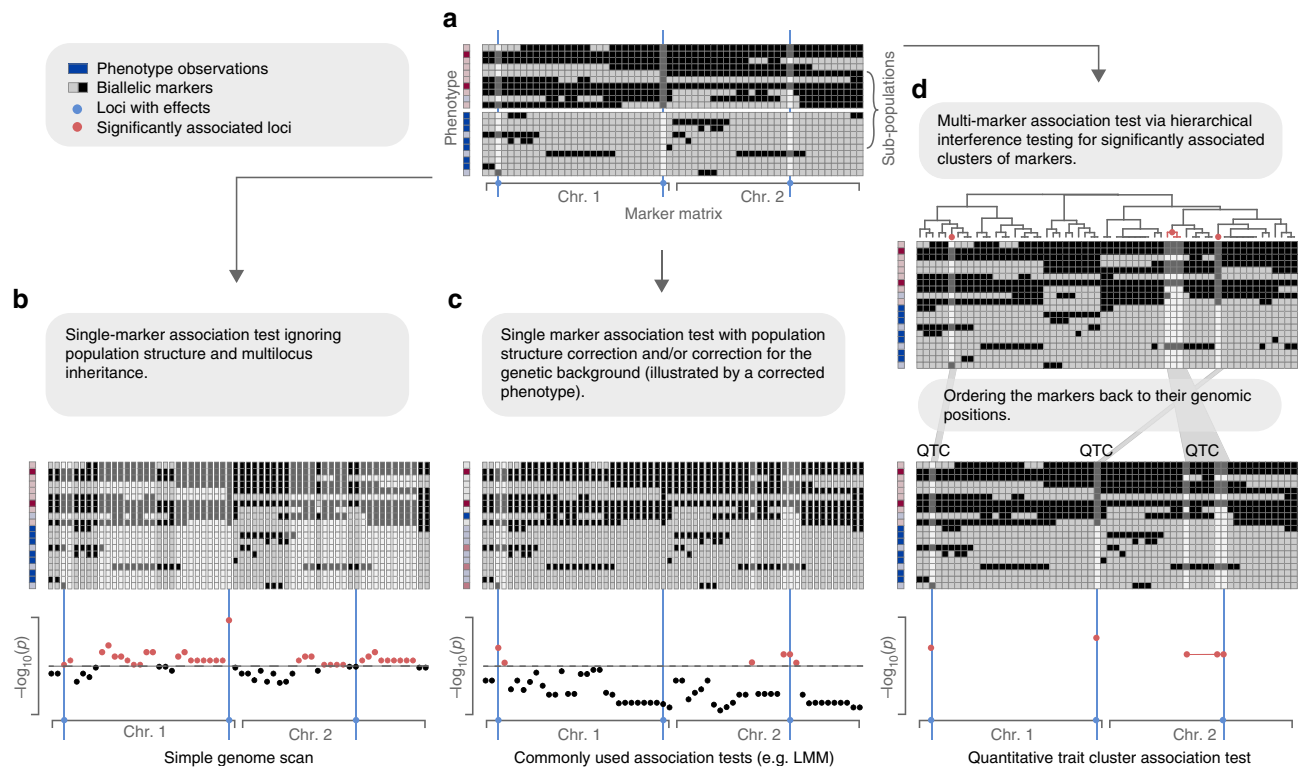 a
Phenotype observations
Biallelic markers
Loci with effects
Significantly associated loci
Phenotype
Sub-populations
Chr. 1
Chr. 2
Marker matrix
d
Multi-marker association test via hierarchical
interference testing for significantly associated
clusters of markers.
b
Single-marker association test ignoring
population structure and multilocus
inheritance.
c
Single marker association test with population
structure correction and/or correction for the
genetic background (illustrated by a corrected
phenotype).
Ordering the markers back to their genomic
positions.
QTC
QTC
QTC
−log10(p)
Chr. 1
Chr. 2
Simple genome scan
−log10(p)
Chr. 1
Chr. 2
Commonly used association tests (e.g. LMM)
−log10(p)
Chr. 1
Chr. 2
Quantitative trait cluster association test